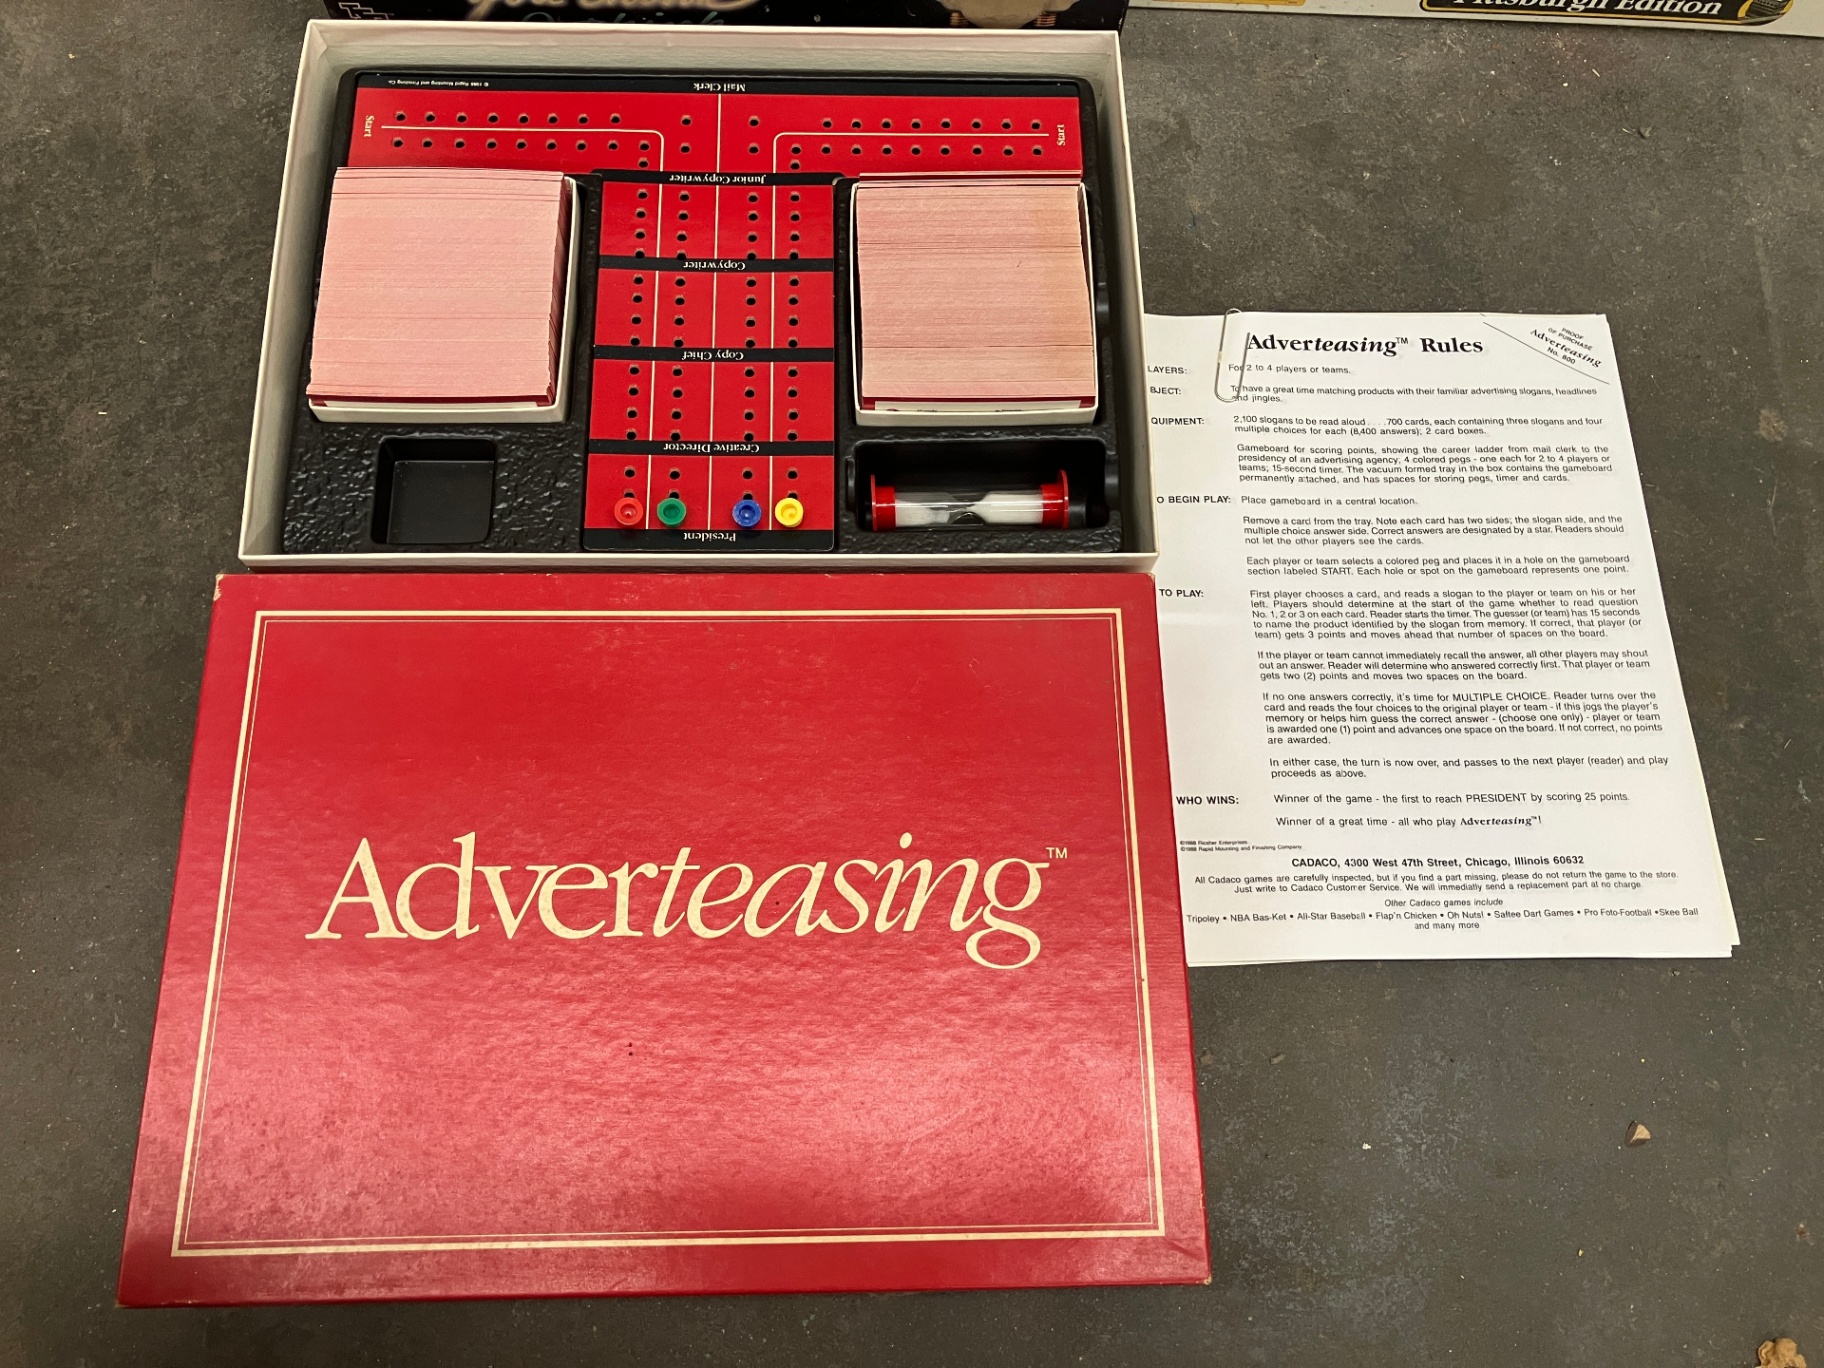 Pittsburgh Edition
© 1988 Rapid Mounting and Finishing Co.
Mail Clerk
Start
Start
Junior Copywriter
Copywriter
Copy Chief
Creative Director
President
Adverteasing™
Adverteasing™ Rules
PROOF
OF PURCHASE
Adverteasing
No. 800
LAYERS: For 2 to 4 players or teams.
BJECT: To have a great time matching products with their familiar advertising slogans, headlines
and jingles.
QUIPMENT: 2,100 slogans to be read aloud . . . .700 cards, each containing three slogans and four
multiple choices for each (8,400 answers); 2 card boxes.
Gameboard for scoring points, showing the career ladder from mail clerk to the
presidency of an advertising agency; 4 colored pegs - one each for 2 to 4 players or
teams; 15-second timer. The vacuum formed tray in the box contains the gameboard
permanently attached, and has spaces for storing pegs, timer and cards.
O BEGIN PLAY: Place gameboard in a central location.
Remove a card from the tray. Note each card has two sides; the slogan side, and the
multiple choice answer side. Correct answers are designated by a star. Readers should
not let the other players see the cards.
Each player or team selects a colored peg and places it in a hole on the gameboard
section labeled START. Each hole or spot on the gameboard represents one point.
TO PLAY: First player chooses a card, and reads a slogan to the player or team on his or her
left. Players should determine at the start of the game whether to read question
No. 1, 2 or 3 on each card. Reader starts the timer. The guesser (or team) has 15 seconds
to name the product identified by the slogan from memory. If correct, that player (or
team) gets 3 points and moves ahead that number of spaces on the board.
If the player or team cannot immediately recall the answer, all other players may shout
out an answer. Reader will determine who answered correctly first. That player or team
gets two (2) points and moves two spaces on the board.
If no one answers correctly, it's time for MULTIPLE CHOICE. Reader turns over the
card and reads the four choices to the original player or team - if this jogs the player's
memory or helps him guess the correct answer - (choose one only) - player or team
is awarded one (1) point and advances one space on the board. If not correct, no points
are awarded.
In either case, the turn is now over, and passes to the next player (reader) and play
proceeds as above.
WHO WINS: Winner of the game - the first to reach PRESIDENT by scoring 25 points.
Winner of a great time - all who play Adverteasing™!
©1988 Enterprises
©1988 Rapid Mounting and Finishing Company
CADACO, 4300 West 47th Street, Chicago, Illinois 60632
All Cadaco games are carefully inspected, but if you find a part missing, please do not return the game to the store.
Just write to Cadaco Customer Service. We will immediately send a replacement part at no charge.
Other Cadaco games include
Tripoley • NBA Bas-Ket • All-Star Baseball • Flap'n Chicken • Oh Nuts! • Saftee Dart Games • Pro Foto-Football • Skee Ball
and many more